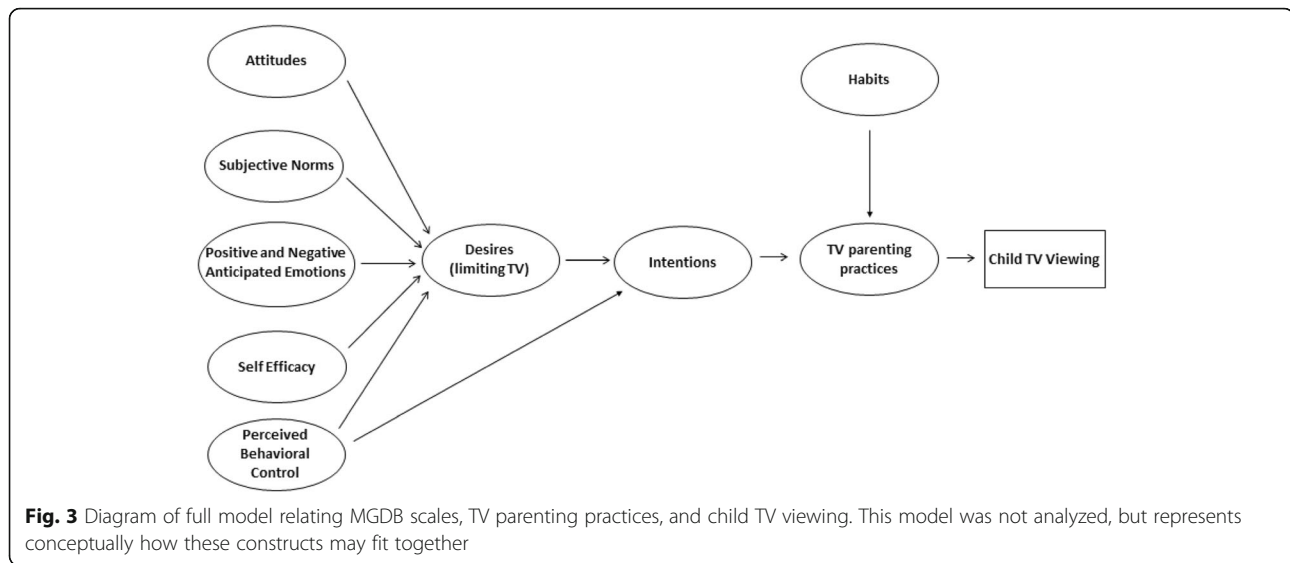 Attitudes
Habits
Subjective Norms
Positive and Negative
Anticipated Emotions
Desires
(limiting TV)
Intentions
TV parenting
practices
Child TV Viewing
Self Efficacy
Perceived
Behavioral
Control
Fig. 3 Diagram of full model relating MGDB scales, TV parenting practices, and child TV viewing. This model was not analyzed, but represents
conceptually how these constructs may fit together